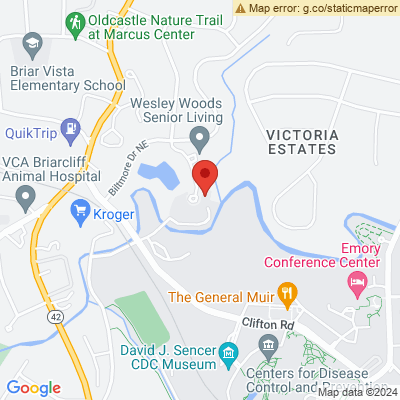 Map error: g.co/staticmaperror
Oldcastle Nature Trail
at Marcus Center
Briar Vista
Elementary School
Wesley Woods
Senior Living
QuikTrip
VICTORIA
ESTATES
Biltmore Dr NE
VCA Briarcliff
Animal Hospital
Kroger
Emory
Conference Center
The General Muir
42
Clifton Rd
David J. Sencer
CDC Museum
Centers for Disease
Control and Prevention
Google
Map data ©2024